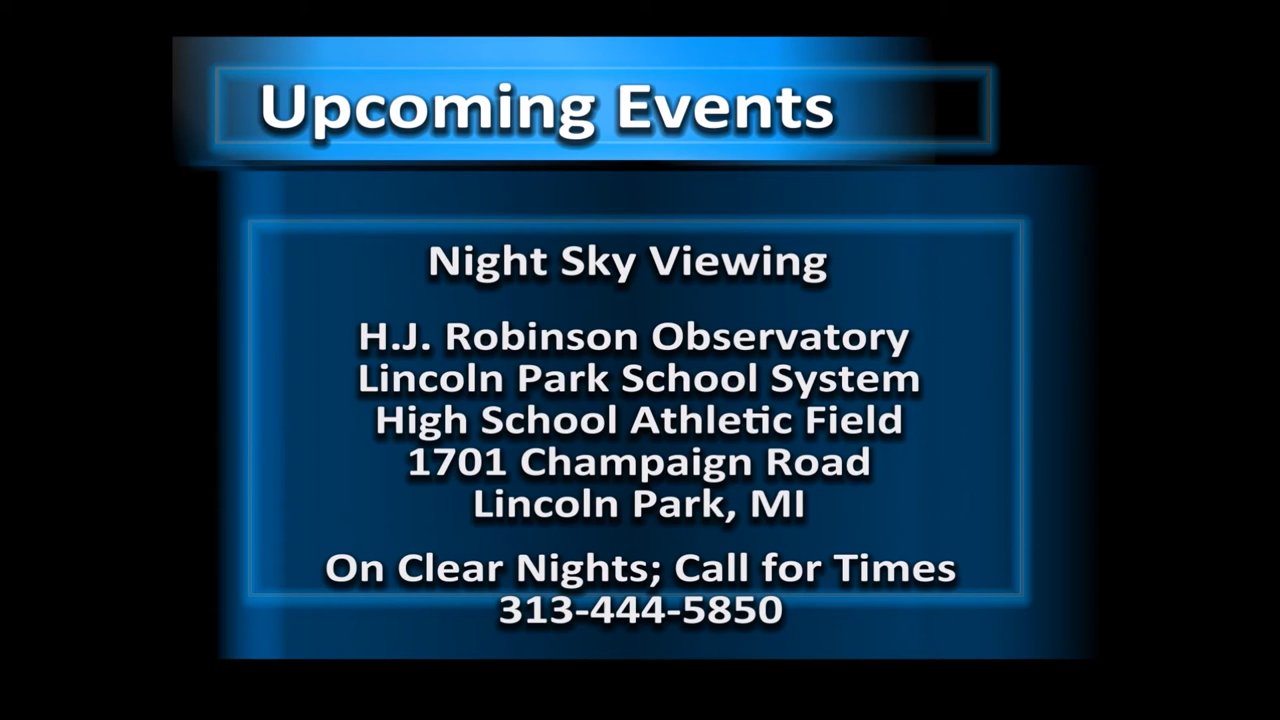 Upcoming Events
Night Sky Viewing
H.J. Robinson Observatory
Lincoln Park School System
High School Athletic Field
1701 Champaign Road
Lincoln Park, MI
On Clear Nights; Call for Times
313-444-5850